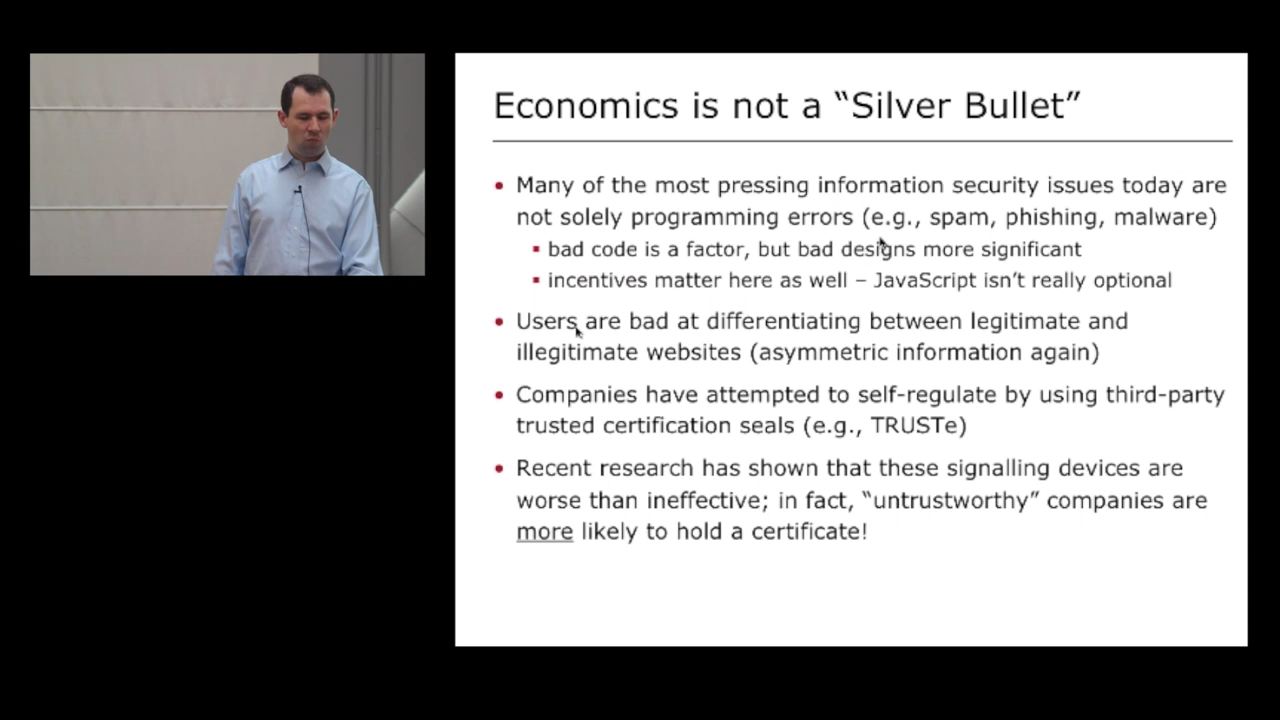 Economics is not a “Silver Bullet”
• Many of the most pressing information security issues today are
not solely programming errors (e.g., spam, phishing, malware)
▪ bad code is a factor, but bad designs more significant
▪ incentives matter here as well – JavaScript isn’t really optional
• Users are bad at differentiating between legitimate and
illegitimate websites (asymmetric information again)
• Companies have attempted to self-regulate by using third-party
trusted certification seals (e.g., TRUSTe)
• Recent research has shown that these signalling devices are
worse than ineffective; in fact, “untrustworthy” companies are
more likely to hold a certificate!